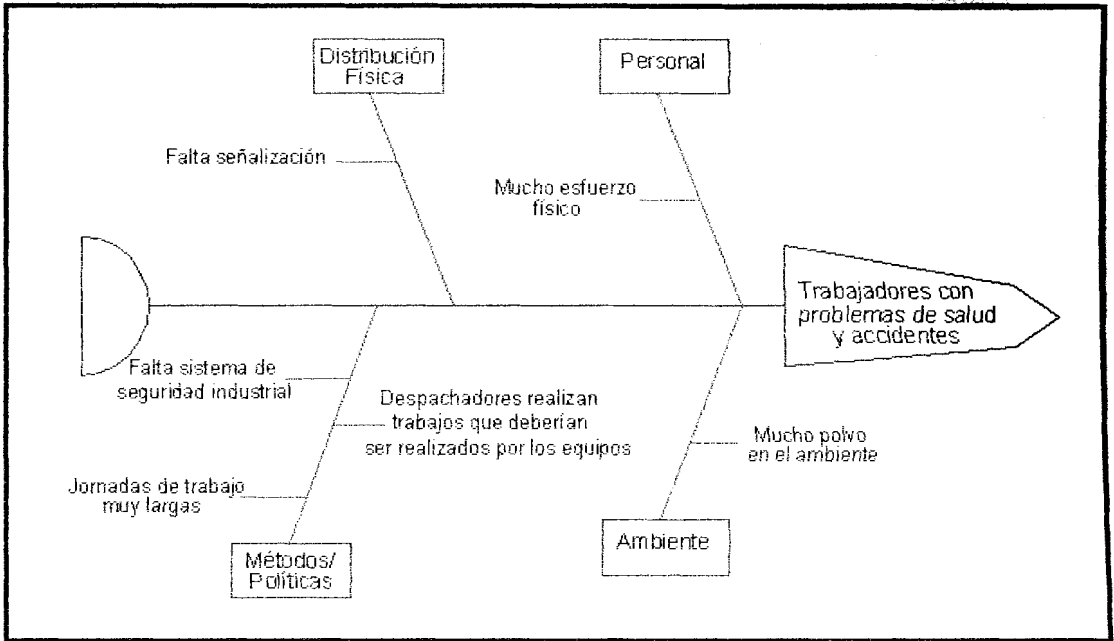 Distribución
Física
Personal
Falta señalización
Mucho esfuerzo
físico
Trabajadores con
problemas de salud
y accidentes
Falta sistema de
seguridad industrial
Despachadores realizan
trabajos que deberían
ser realizados por los equipos
Mucho polvo
en el ambiente
Jornadas de trabajo
muy largas
Métodos/
Políticas
Ambiente